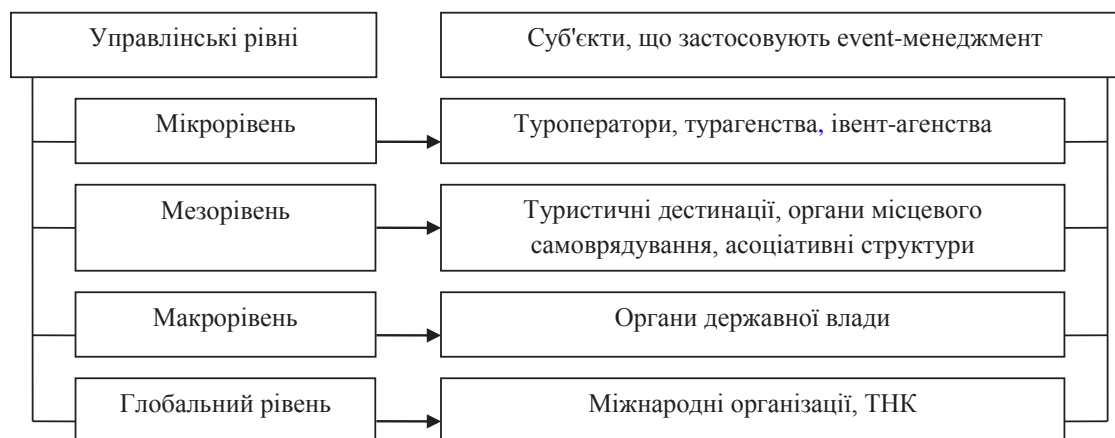 Управлінські рівні
Суб'єкти, що застосовують event-менеджмент
Мікрорівень
Туроператори, турагенства, івент-агенства
Мезорівень
Туристичні дестинації, органи місцевого
самоврядування, асоціативні структури
Макрорівень
Органи державної влади
Глобальний рівень
Міжнародні організації, ТНК